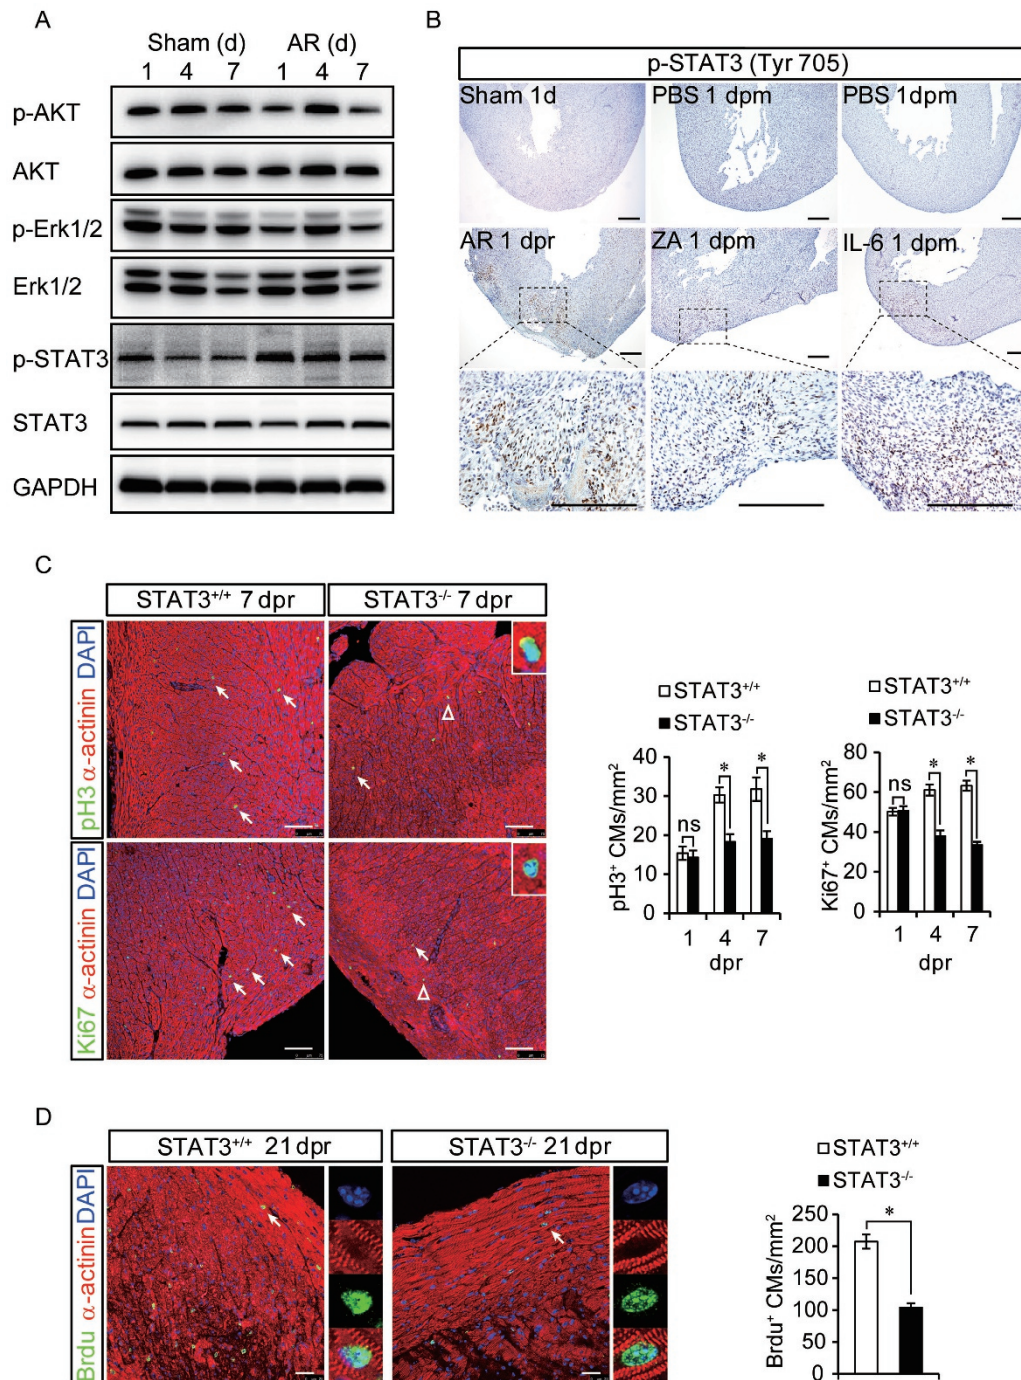 A
Sham (d) AR (d)
1 4 7 1 4 7
p-AKT
AKT
p-Erk1/2
Erk1/2
p-STAT3
STAT3
GAPDH
B
p-STAT3 (Tyr 705)
Sham 1d PBS 1 dpm PBS 1dpm
AR 1 dpr ZA 1 dpm IL-6 1 dpm
C
STAT3+/+ 7 dpr STAT3-/- 7 dpr
pH3 α-actinin DAPI
Ki67 α-actinin DAPI
STAT3+/+
STAT3-/-
pH3+ CMs/mm2
40
30
20
10
0
ns * *
1 4 7
dpr
STAT3+/+
STAT3-/-
Ki67+ CMs/mm2
80
60
40
20
0
ns * *
1 4 7
dpr
D
STAT3+/+ 21 dpr STAT3-/- 21 dpr
Brdu α-actinin DAPI
STAT3+/+
STAT3-/-
Brdu+ CMs/mm2
250
200
150
100
50
0
*